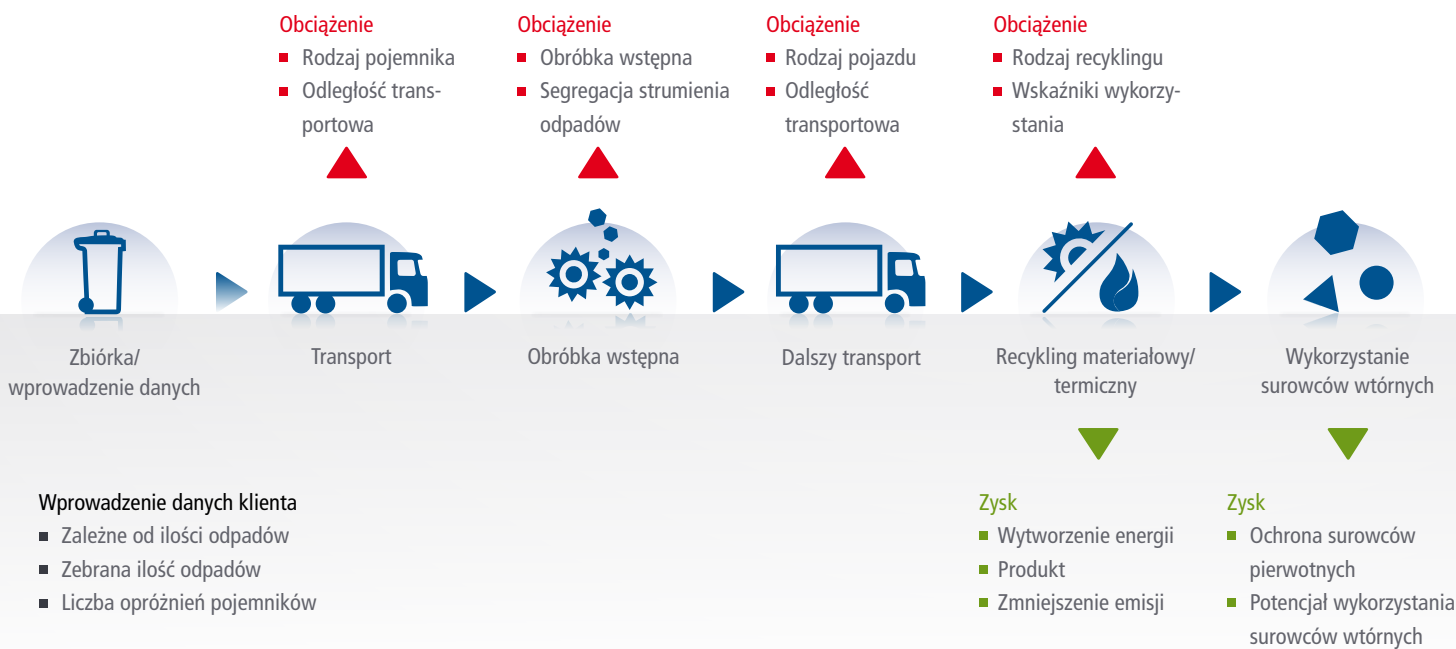 Obciążenie
Rodzaj pojemnika
Odległość trans-
portowa
Obciążenie
Obróbka wstępna
Segregacja strumienia
odpadów
Obciążenie
Rodzaj pojazdu
Odległość
transportowa
Obciążenie
Rodzaj recyklingu
Wskaźniki wykorzy-
stania
Zbiórka/
wprowadzenie danych
Transport
Obróbka wstępna
Dalszy transport
Recykling materiałowy/
termiczny
Wykorzystanie
surowców wtórnych
Wprowadzenie danych klienta
Zależne od ilości odpadów
Zebrana ilość odpadów
Liczba opróżnień pojemników
Zysk
Wytworzenie energii
Produkt
Zmniejszenie emisji
Zysk
Ochrona surowców
pierwotnych
Potencjał wykorzystania
surowców wtórnych